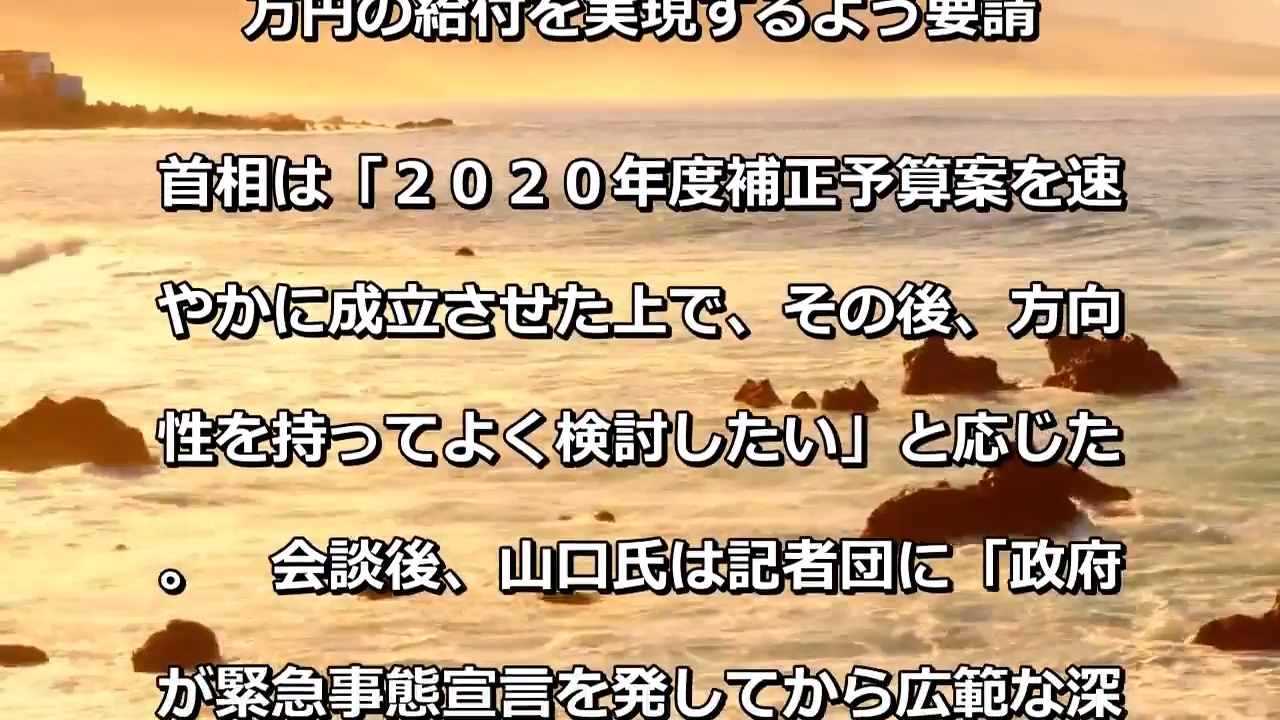 万円の給付を実現するよう要請
首相は「２０２０年度補正予算案を速
やかに成立させた上で、その後、方向
性を持ってよく検討したい」と応じた
。　会談後、山口氏は記者団に「政府
が緊急事態宣言を発してから広範な深